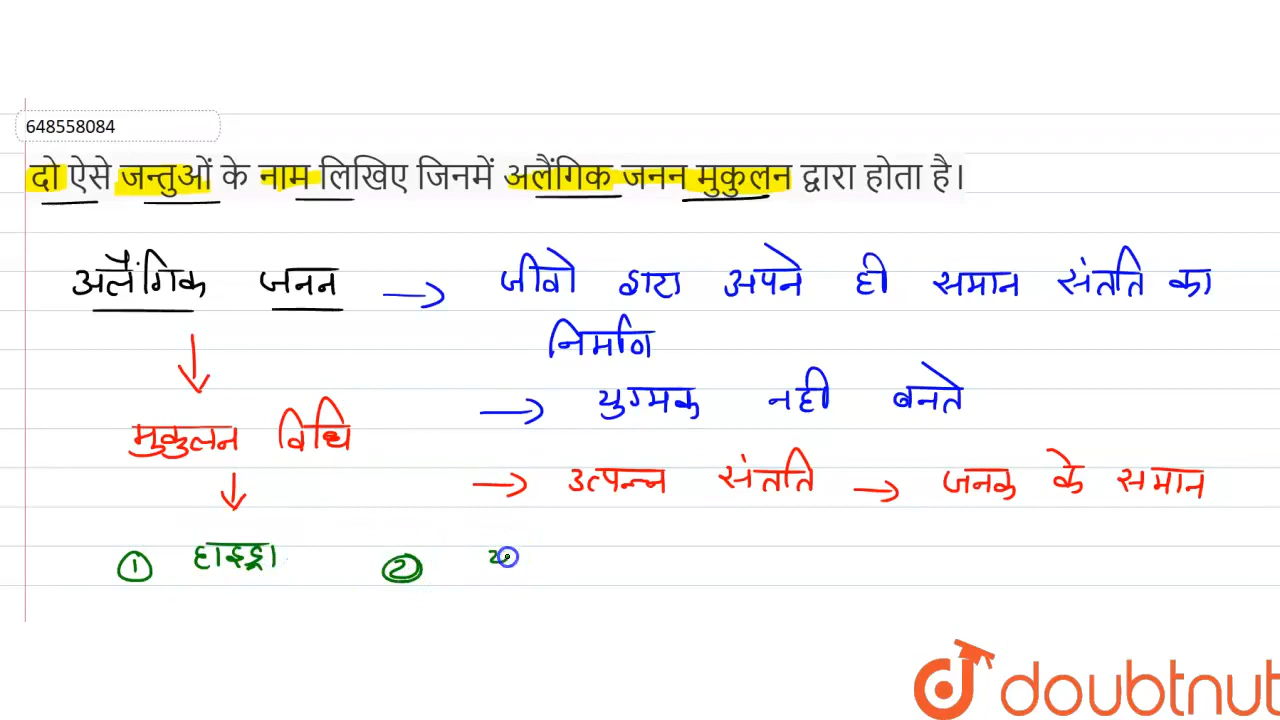 648558084
दो ऐसे जन्तुओं के नाम लिखिए जिनमें अलैंगिक जनन मुकुलन द्वारा होता है।
अलैंगिक जनन → जीवो द्वारा अपने ही समान संतति का
निर्माण
→ युग्मक नही बनते
मुकुलन विधि
→ उत्पन्न संतति → जनक के समान
① हाइड्रा ②
doubtnut